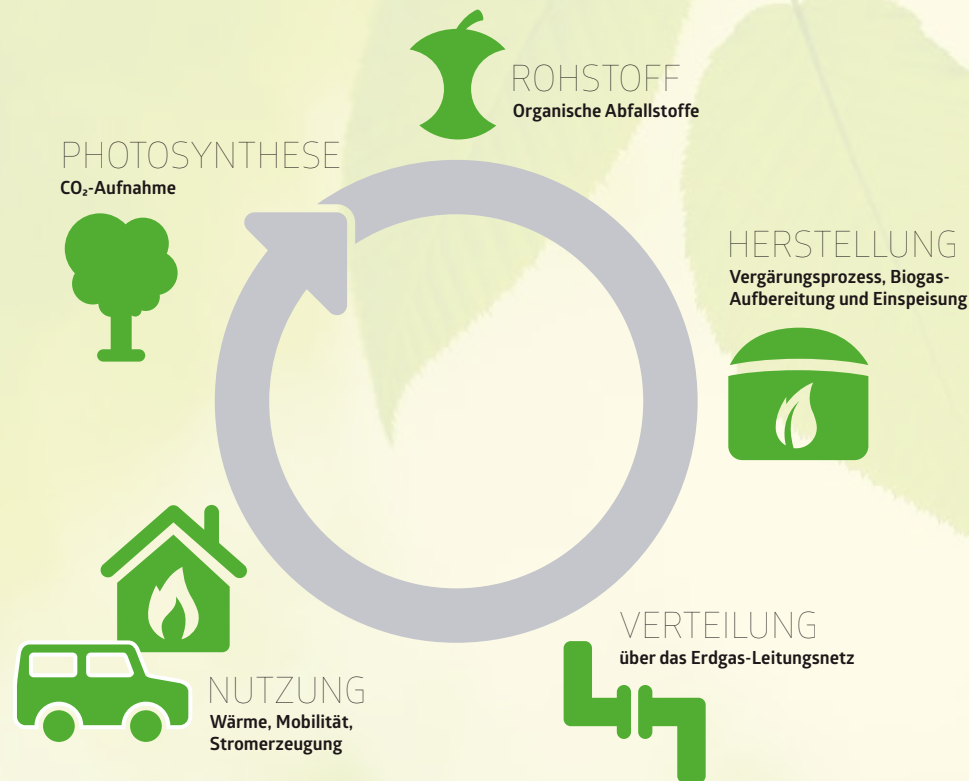 ROHSTOFF
Organische Abfallstoffe
PHOTOSYNTHESE
CO₂-Aufnahme
HERSTELLUNG
Vergärungsprozess, Biogas-
Aufbereitung und Einspeisung
VERTEILUNG
über das Erdgas-Leitungsnetz
NUTZUNG
Wärme, Mobilität,
Stromerzeugung